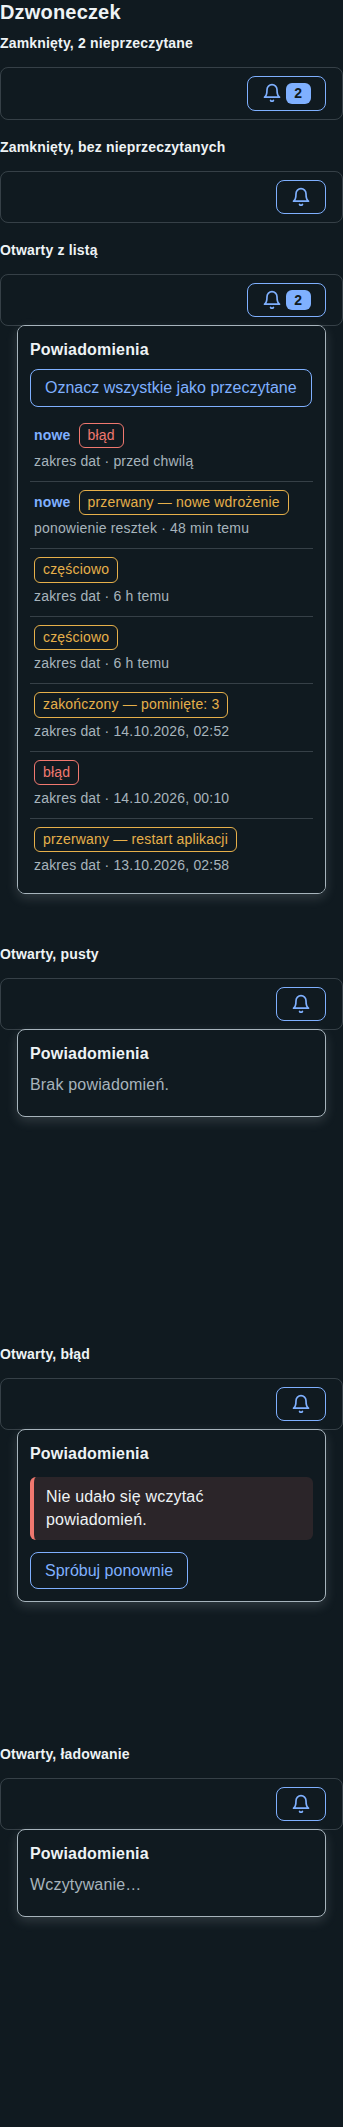 Dzwoneczek
Zamknięty, 2 nieprzeczytane
2
Zamknięty, bez nieprzeczytanych
Otwarty z listą
2
Powiadomienia
Oznacz wszystkie jako przeczytane
nowe błąd
zakres dat · przed chwilą
nowe przerwany — nowe wdrożenie
ponowienie resztek · 48 min temu
częściowo
zakres dat · 6 h temu
częściowo
zakres dat · 6 h temu
zakończony — pominięte: 3
zakres dat · 14.10.2026, 02:52
błąd
zakres dat · 14.10.2026, 00:10
przerwany — restart aplikacji
zakres dat · 13.10.2026, 02:58
Otwarty, pusty
Powiadomienia
Brak powiadomień.
Otwarty, błąd
Powiadomienia
Nie udało się wczytać
powiadomień.
Spróbuj ponownie
Otwarty, ładowanie
Powiadomienia
Wczytywanie…